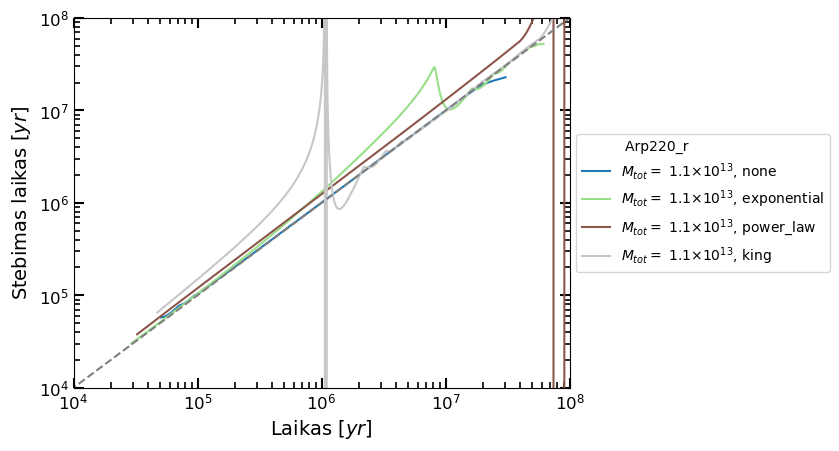 Stebimas laikas [yr]
10^8
10^7
10^6
10^5
10^4
10^4 10^5 10^6 10^7 10^8
Laikas [yr]
Arp220_r
M_tot = 1.1×10^13, none
M_tot = 1.1×10^13, exponential
M_tot = 1.1×10^13, power_law
M_tot = 1.1×10^13, king